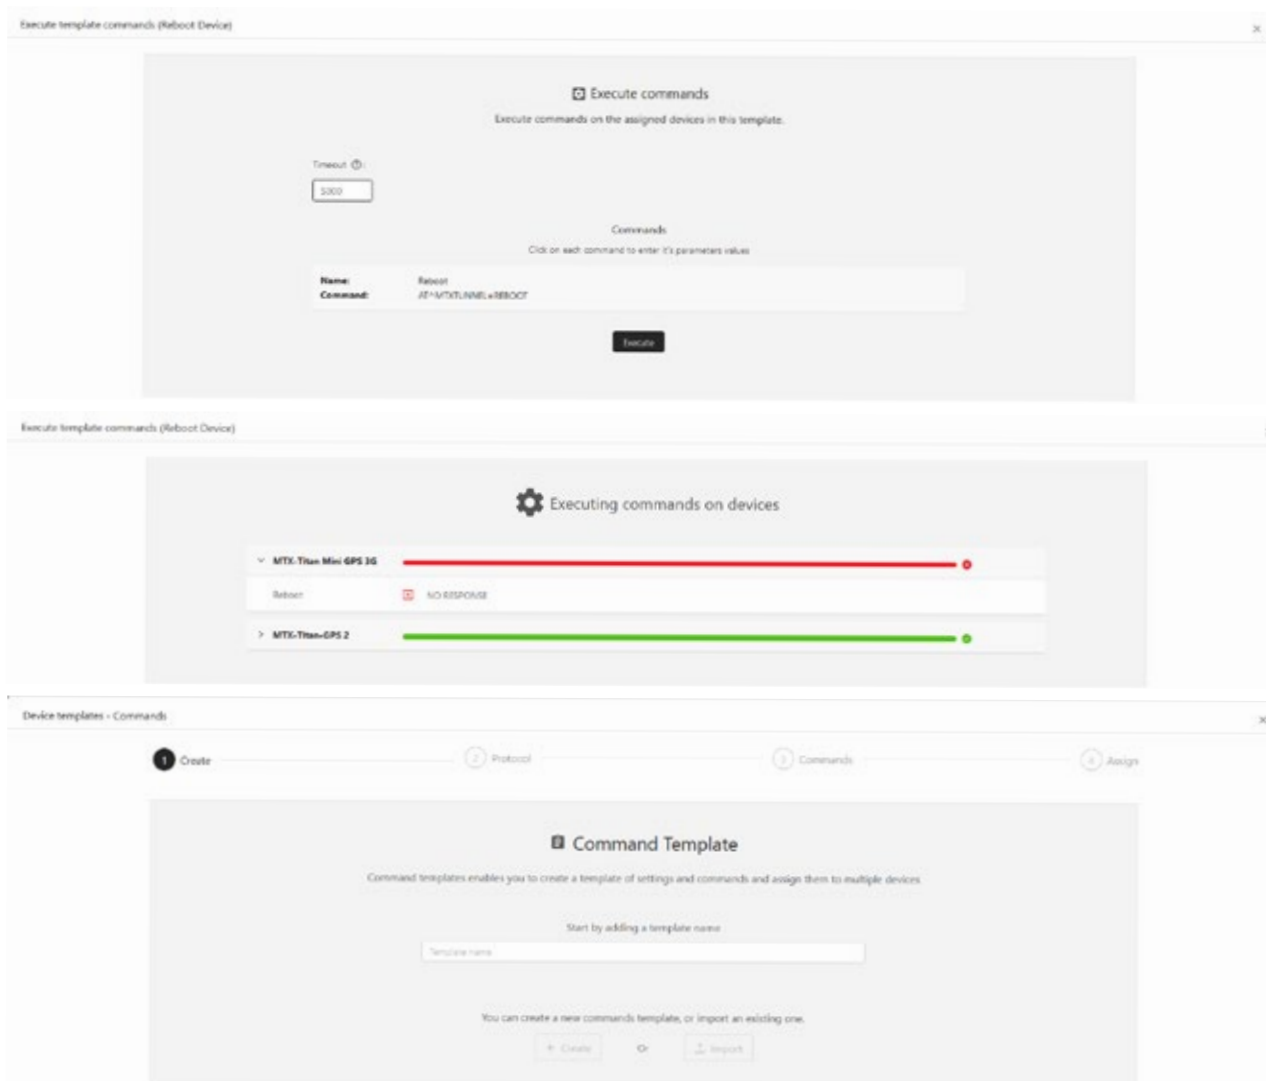 Execute template commands (Reboot Device)
Execute commands
Execute commands on the assigned devices in this template.
Timeout ?:
5000
Commands
Click on each command to enter it's parameters values
Name: Reboot
Command: AT^MTXTUNNEL=REBOOT
Execute
Execute template commands (Reboot Device)
Executing commands on devices
MTX-Titan Mini GPS 3G
Reboot NO RESPONSE
MTX-Titan-GPS 2
Device templates - Commands
1 Create 2 Protocol 3 Commands 4 Assign
Command Template
Command templates enables you to create a template of settings and commands and assign them to multiple devices
Start by adding a template name
Template name
You can create a new commands template, or import an existing one.
+ Create Or Import